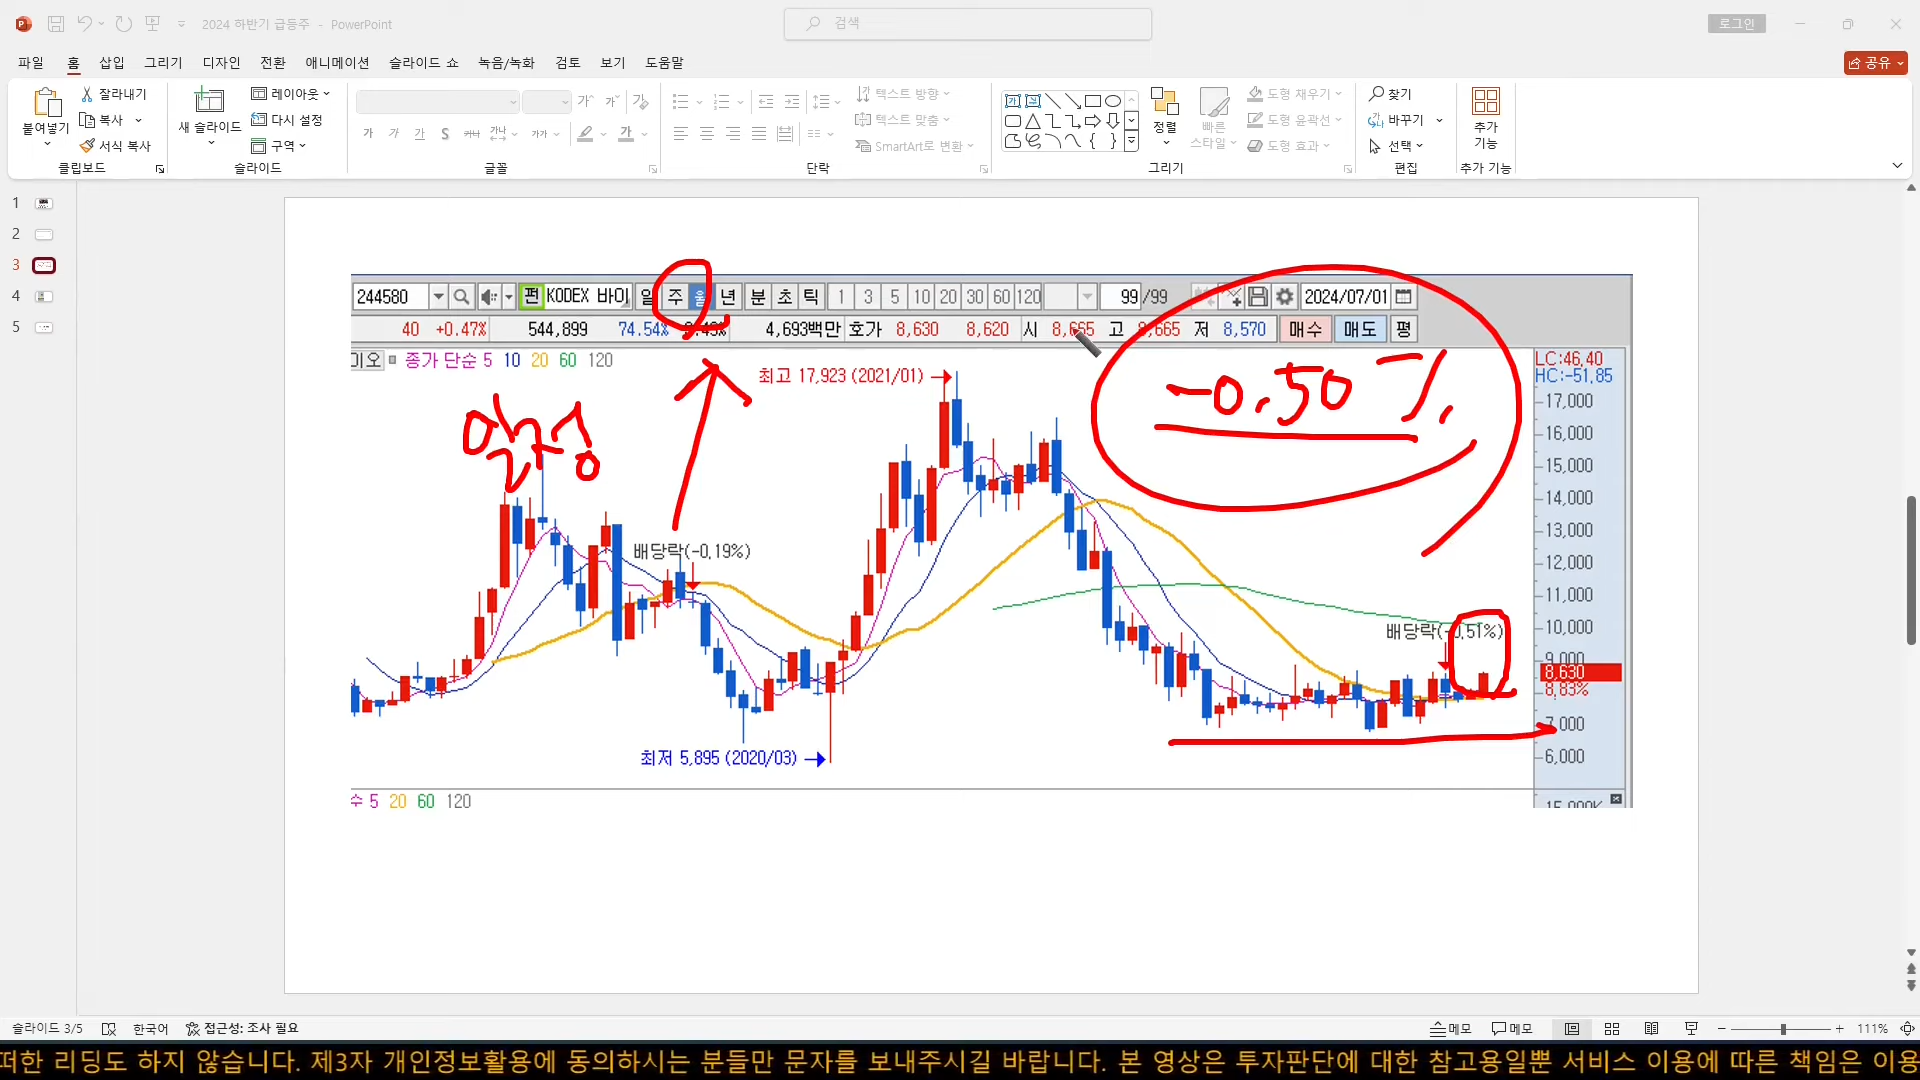 2024 하반기 급등주 - PowerPoint
검색
로그인
파일 홈 삽입 그리기 디자인 전환 애니메이션 슬라이드 쇼 녹음/녹화 검토 보기 도움말
공유
붙여넣기 잘라내기
복사
서식 복사
클립보드
새 슬라이드 레이아웃
다시 설정
구역
슬라이드
글꼴
텍스트 방향
텍스트 맞춤
SmartArt로 변환
단락
정렬
빠른 스타일
도형 채우기
도형 윤곽선
도형 효과
그리기
찾기
바꾸기
선택
편집
추가 기능
추가 기능
1
2
3
4
5
244580 펀 KODEX 바이 일 주 월 년 분 초 틱 1 3 5 10 20 30 60 120 99 /99 2024/07/01
40 +0.47% 544,899 74.54% 4,693백만 호가 8,630 8,620 시 8,665 고 8,665 저 8,570 매수 매도 평
종가 단순 5 10 20 60 120
LC:46.40
HC:-51.85
최고 17,923 (2021/01)
-0.50 %
17,000
16,000
15,000
14,000
13,000
12,000
11,000
10,000
9,000
8,630
8.83%
7,000
6,000
배당락(-0.19%)
배당락(-0.51%)
최저 5,895 (2020/03)
5 20 60 120
슬라이드 3/5 한국어 접근성: 조사 필요
메모 메모 111%
떠한 리딩도 하지 않습니다. 제3자 개인정보활용에 동의하시는 분들만 문자를 보내주시길 바랍니다. 본 영상은 투자판단에 대한 참고용일뿐 서비스 이용에 따른 책임은 이용